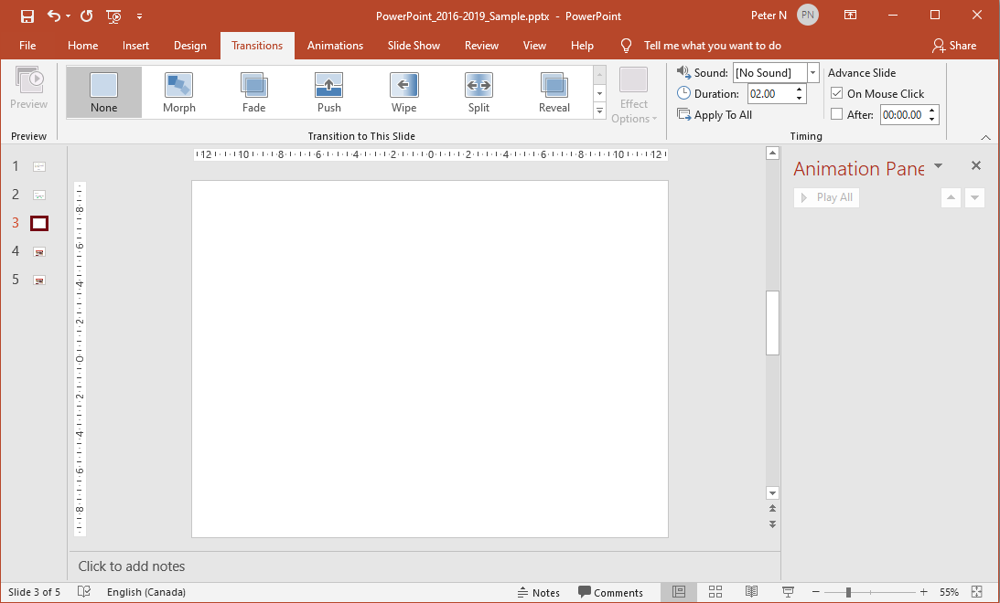 PowerPoint_2016-2019_Sample.pptx - PowerPoint
Peter N PN
File Home Insert Design Transitions Animations Slide Show Review View Help Tell me what you want to do Share
Preview
None Morph Fade Push Wipe Split Reveal
Effect
Options
Sound: [No Sound]
Duration: 02.00
Apply To All
Advance Slide
On Mouse Click
After: 00:00.00
Preview Transition to This Slide Timing
12 10 8 6 4 2 0 2 4 6 8 10 12
8
6
4
2
0
2
4
6
8
1
2
3
4
5
Animation Pane
Play All
Click to add notes
Slide 3 of 5 English (Canada) Notes Comments 55%